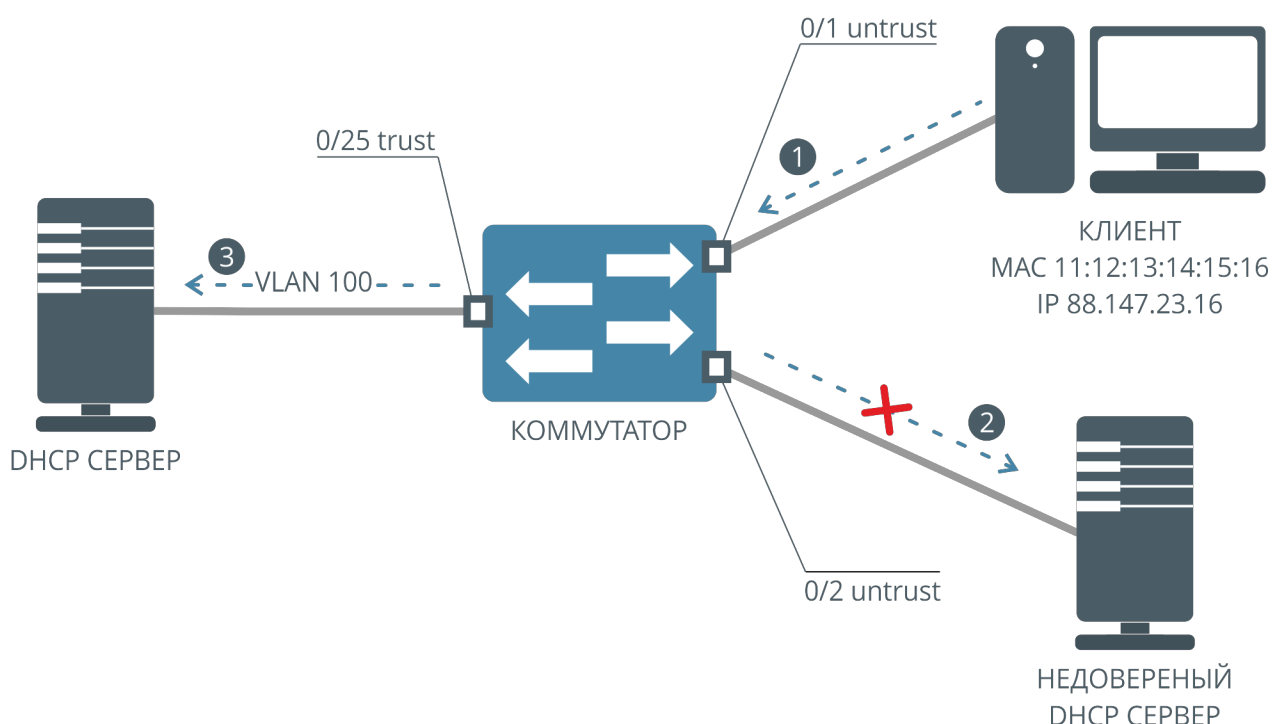 0/1 untrust
0/25 trust
1
КЛИЕНТ
MAC 11:12:13:14:15:16
IP 88.147.23.16
3
VLAN 100
DHCP СЕРВЕР
КОММУТАТОР
2
0/2 untrust
НЕДОВЕРЕНЫЙ
DHCP СЕРВЕР